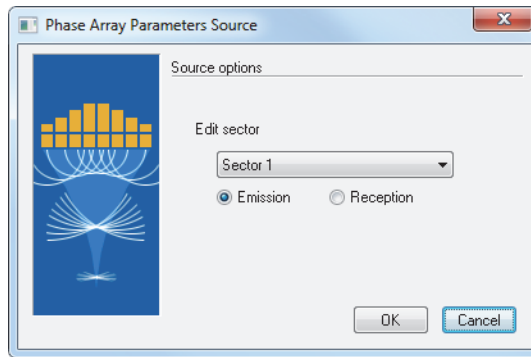 Phase Array Parameters Source
Source options
Edit sector
Sector 1
Emission Reception
OK Cancel